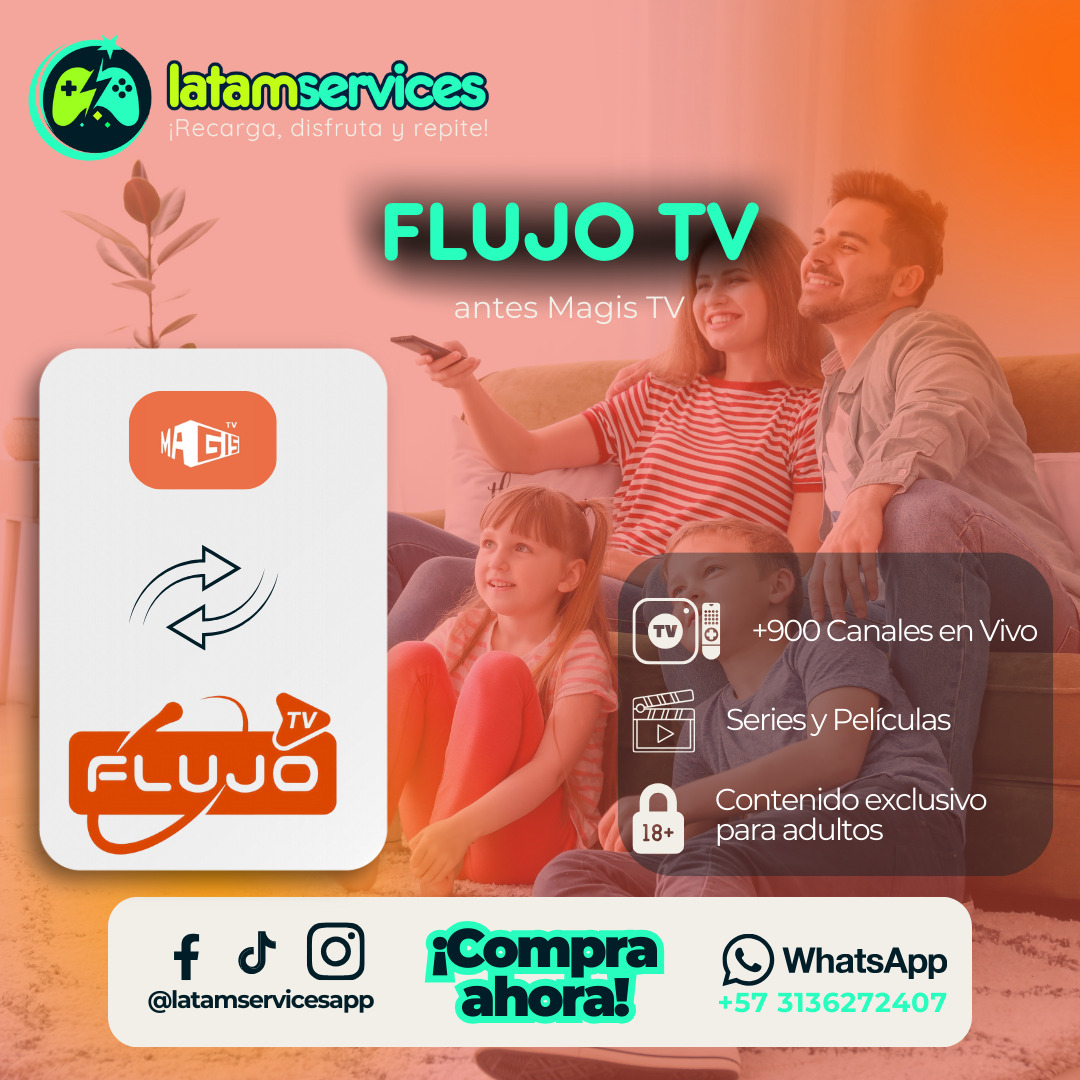 latamservices
¡Recarga, disfruta y repite!
FLUJO TV
antes Magis TV
MAGIS TV
FLUJO TV
TV
+900 Canales en Vivo
Series y Películas
18+
Contenido exclusivo
para adultos
@latamservicesapp
¡Compra
ahora!
WhatsApp
+57 3136272407